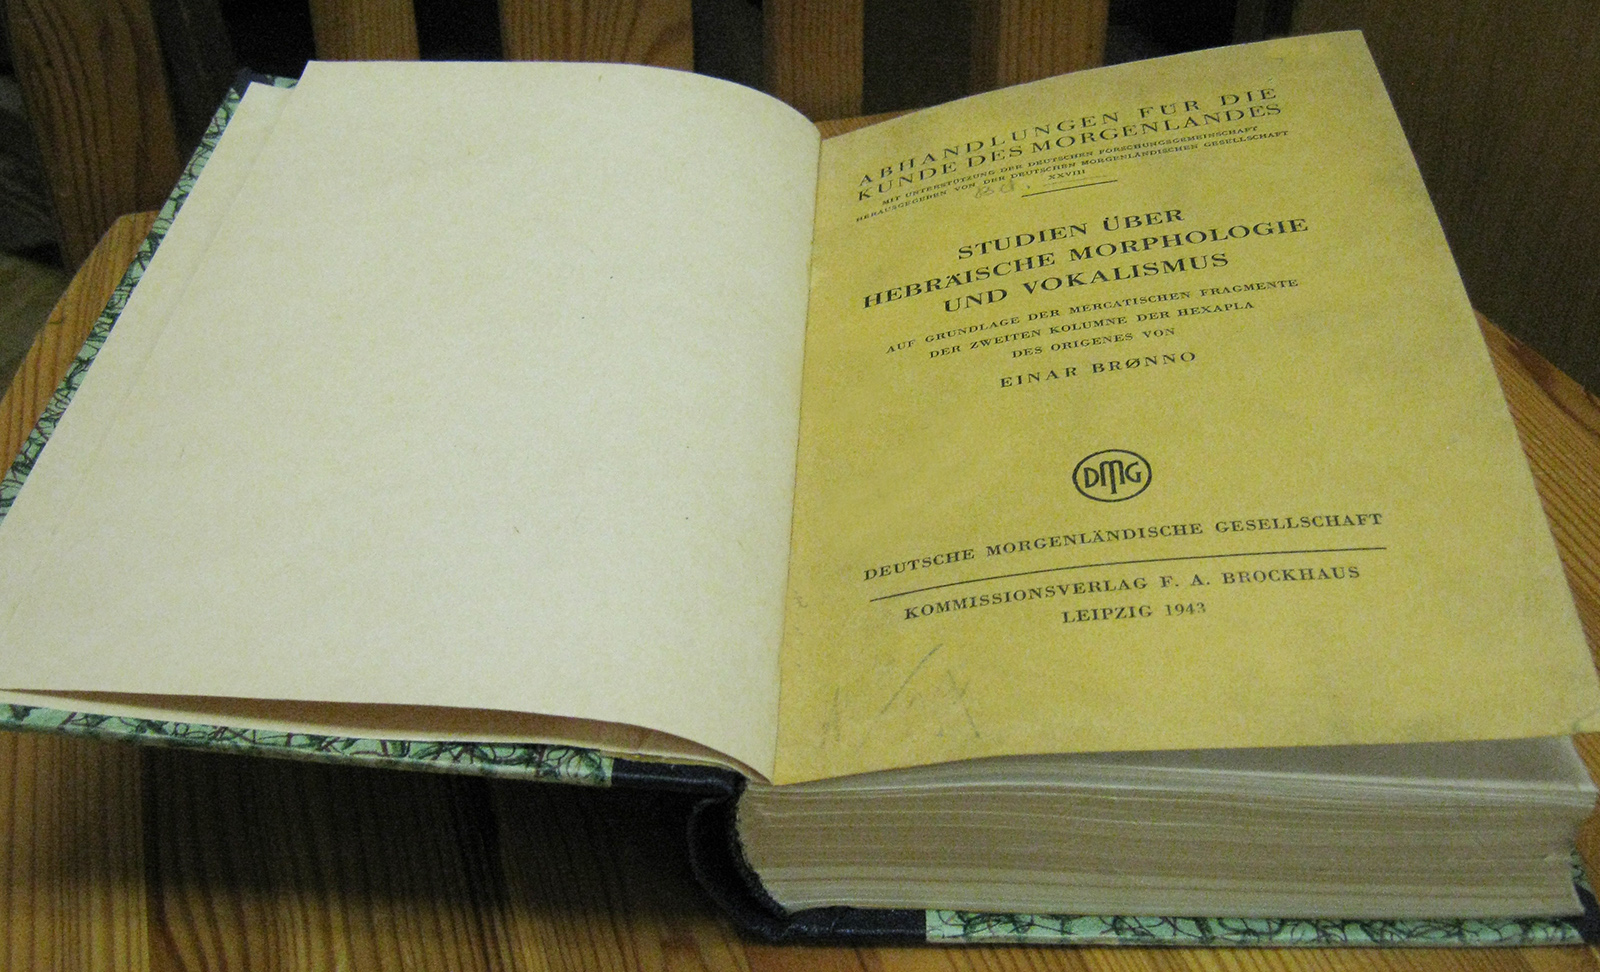 ABHANDLUNGEN FÜR DIE
KUNDE DES MORGENLANDES
MIT UNTERSTÜTZUNG DER DEUTSCHEN FORSCHUNGSGEMEINSCHAFT
HERAUSGEGEBEN VON DER DEUTSCHEN MORGENLÄNDISCHEN GESELLSCHAFT
Bd. XXVIII
STUDIEN ÜBER
HEBRÄISCHE MORPHOLOGIE
UND VOKALISMUS
AUF GRUNDLAGE DER MERCATISCHEN FRAGMENTE
DER ZWEITEN KOLUMNE DER HEXAPLA
DES ORIGENES VON
EINAR BRØNNO
DMG
DEUTSCHE MORGENLÄNDISCHE GESELLSCHAFT
KOMMISSIONSVERLAG F. A. BROCKHAUS
LEIPZIG 1943